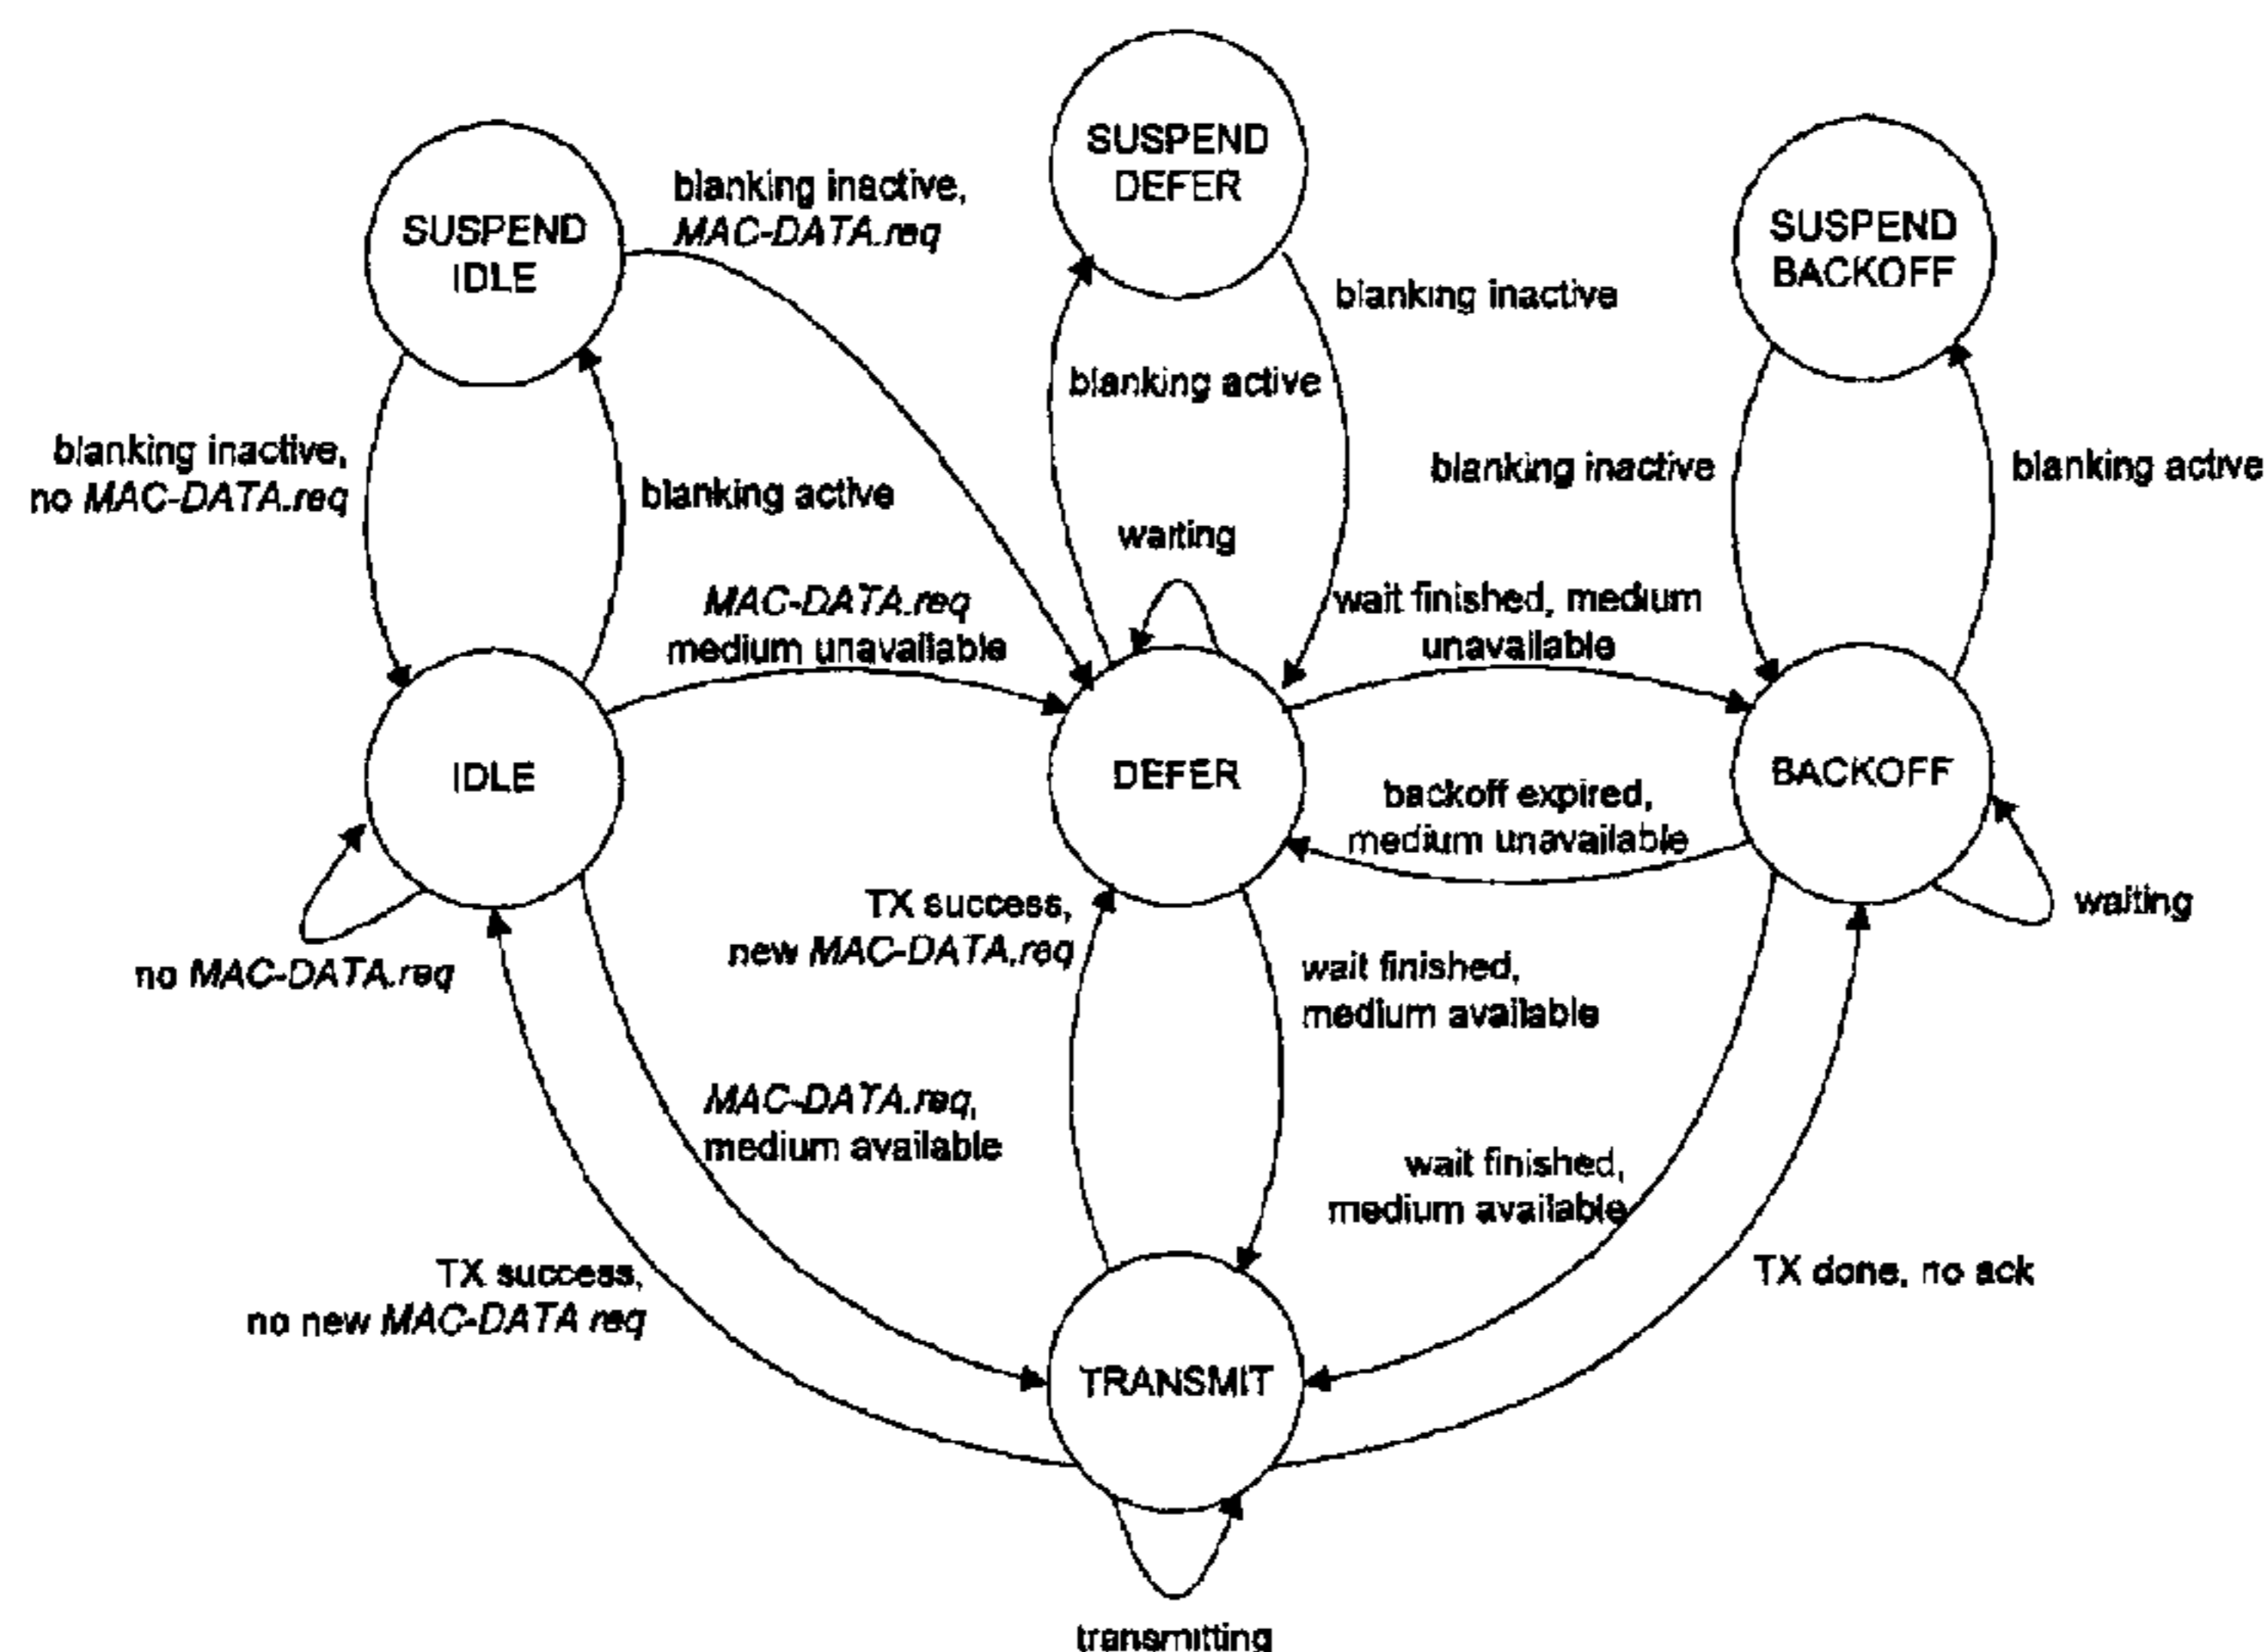 SUSPEND
DEFER
SUSPEND
IDLE
blanking inactive,
MAC-DATA.req
SUSPEND
BACKOFF
blanking inactive
blanking active
blanking inactive,
no MAC-DATA.req
blanking active
blanking inactive
blanking active
waiting
MAC-DATA.req
medium unavailable
wait finished, medium
unavailable
IDLE
DEFER
BACKOFF
backoff expired,
medium unavailable
waiting
TX success,
new MAC-DATA.req
no MAC-DATA.req
wait finished,
medium available
MAC-DATA.req,
medium available
wait finished,
medium available
TX success,
no new MAC-DATA req
TX done, no ack
TRANSMIT
transmitting